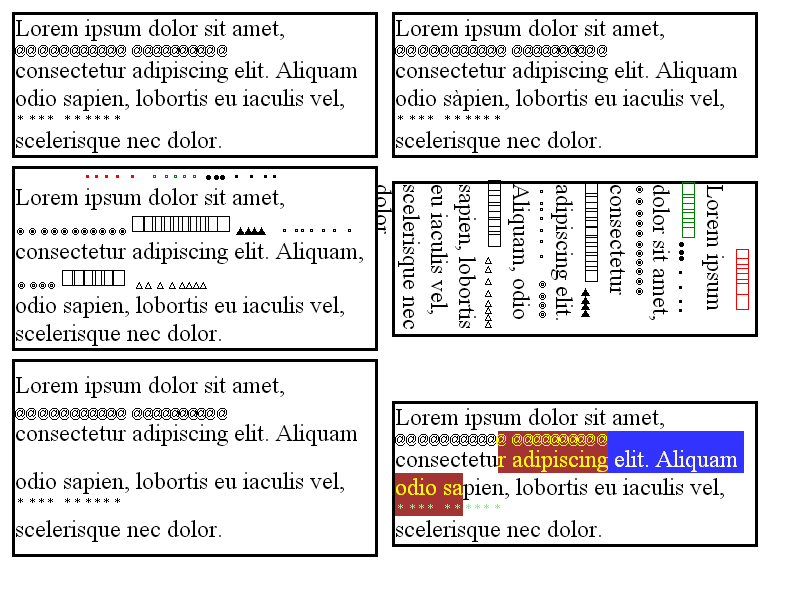 Lorem ipsum dolor sit amet,
@@@@@@@@@@@ @@@@@@@@@@
consectetur adipiscing elit. Aliquam
odio sapien, lobortis eu iaculis vel,
**** ******
scelerisque nec dolor.
Lorem ipsum dolor sit amet,
@@@@@@@@@@@ @@@@@@@@@@
consectetur adipiscing elit. Aliquam
odio sàpien, lobortis eu iaculis vel,
**** ******
scelerisque nec dolor.
Lorem ipsum dolor sit amet,
consectetur adipiscing elit. Aliquam,
odio sapien, lobortis eu iaculis vel,
scelerisque nec dolor.
Lorem ipsum
dolor sit amet,
consectetur
adipiscing elit.
Aliquam, odio
sapien, lobortis
eu iaculis vel,
scelerisque nec
dolor.
Lorem ipsum dolor sit amet,
@@@@@@@@@@@ @@@@@@@@@@
consectetur adipiscing elit. Aliquam
odio sapien, lobortis eu iaculis vel,
**** ******
scelerisque nec dolor.
Lorem ipsum dolor sit amet,
@@@@@@@@@@@ @@@@@@@@@@
consectetur adipiscing elit. Aliquam
odio sapien, lobortis eu iaculis vel,
**** ******
scelerisque nec dolor.